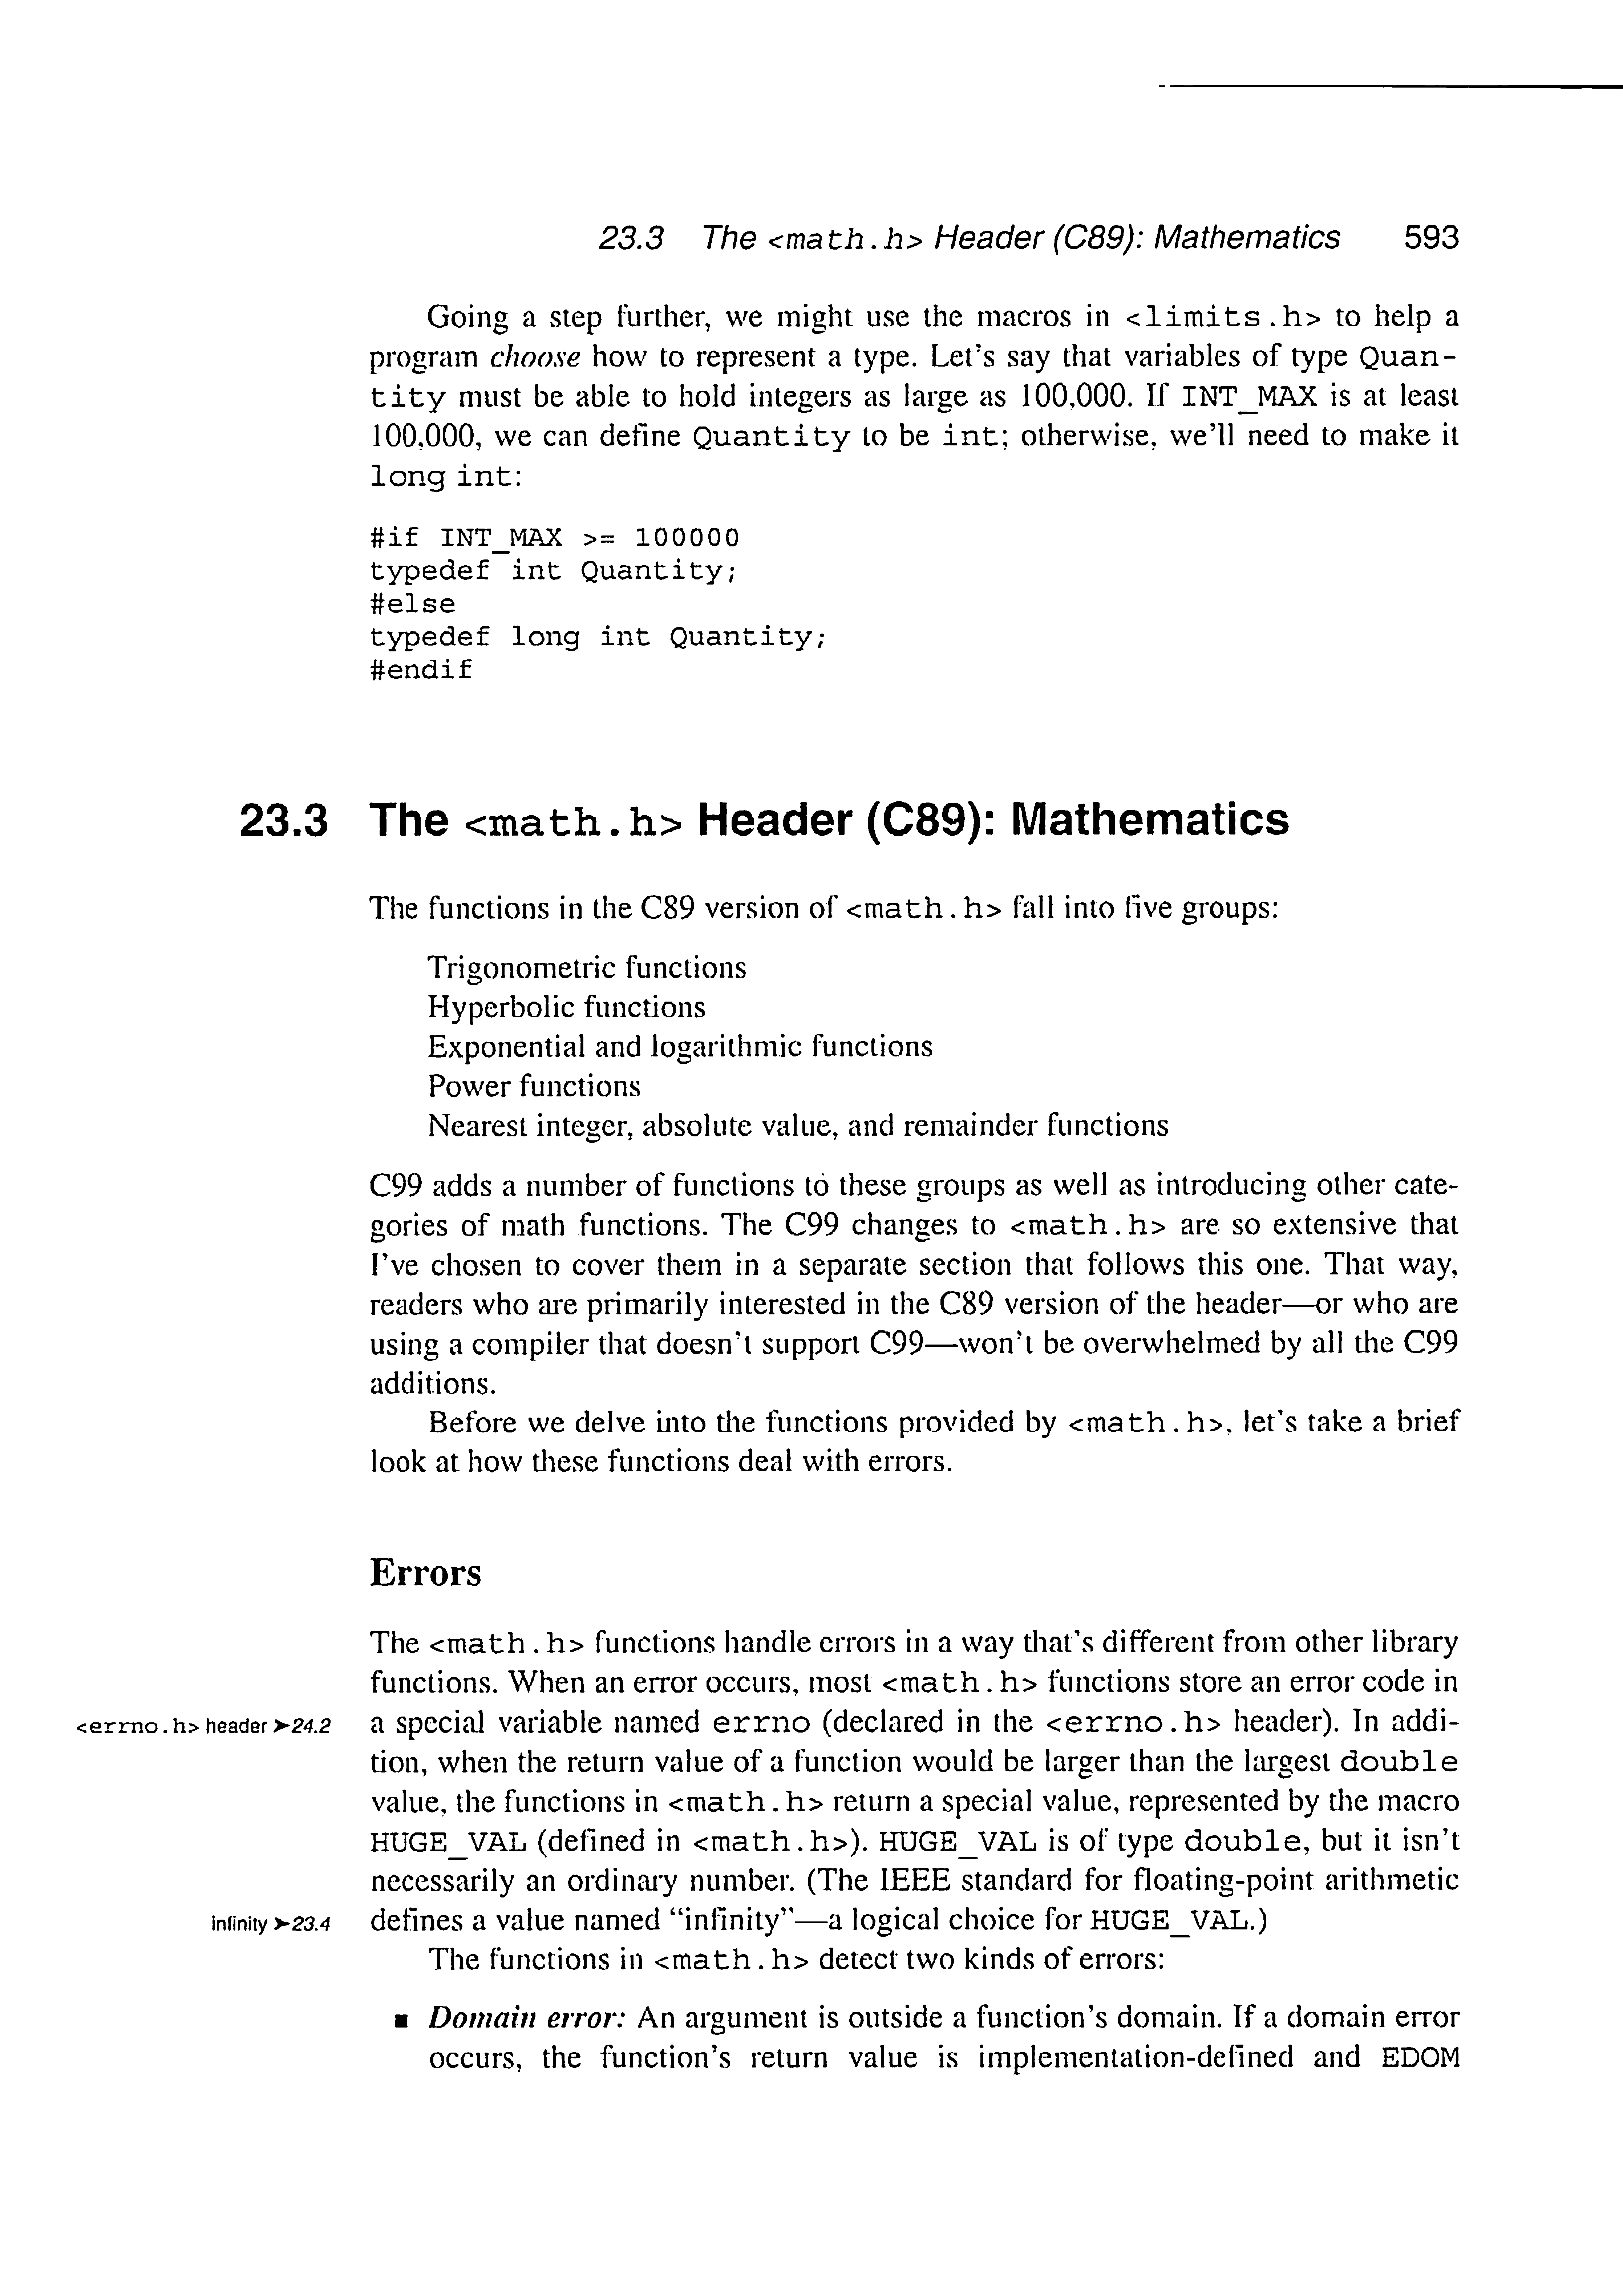 23.3 The <math.h> Header (C89): Mathematics 593
Going a step further, we might use the macros in <limits.h> to help a
program choose how to represent a type. Let's say that variables of type Quan-
tity must be able to hold integers as large as 100,000. If INT_MAX is at least
100,000, we can define Quantity to be int; otherwise, we'll need to make it
long int:
#if INT_MAX >= 100000
typedef int Quantity;
#else
typedef long int Quantity;
#endif
23.3 The <math.h> Header (C89): Mathematics
The functions in the C89 version of <math.h> fall into five groups:
Trigonometric functions
Hyperbolic functions
Exponential and logarithmic functions
Power functions
Nearest integer, absolute value, and remainder functions
C99 adds a number of functions to these groups as well as introducing other cate-
gories of math functions. The C99 changes to <math.h> are so extensive that
I've chosen to cover them in a separate section that follows this one. That way,
readers who are primarily interested in the C89 version of the header—or who are
using a compiler that doesn't support C99—won't be overwhelmed by all the C99
additions.
Before we delve into the functions provided by <math.h>, let's take a brief
look at how these functions deal with errors.
Errors
The <math.h> functions handle errors in a way that's different from other library
functions. When an error occurs, most <math.h> functions store an error code in
<errno.h> header ➤24.2 a special variable named errno (declared in the <errno.h> header). In addi-
tion, when the return value of a function would be larger than the largest double
value, the functions in <math.h> return a special value, represented by the macro
HUGE_VAL (defined in <math.h>). HUGE_VAL is of type double, but it isn't
necessarily an ordinary number. (The IEEE standard for floating-point arithmetic
infinity ➤23.4 defines a value named “infinity”—a logical choice for HUGE_VAL.)
The functions in <math.h> detect two kinds of errors:
■ Domain error: An argument is outside a function's domain. If a domain error
occurs, the function's return value is implementation-defined and EDOM